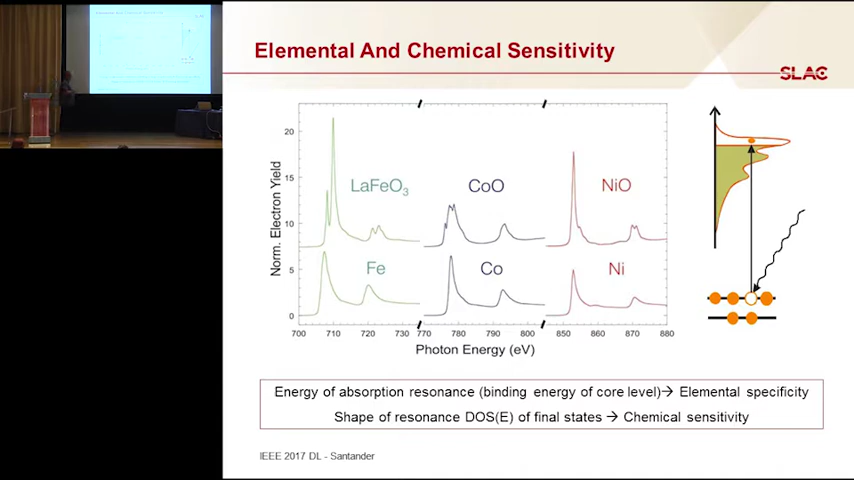 Elemental And Chemical Sensitivity
SLAC
Norm. Electron Yield
20
15
10
5
0
LaFeO₃
CoO
NiO
Fe
Co
Ni
700 710 720 730 770 780 790 800 850 860 870 880
Photon Energy (eV)
Energy of absorption resonance (binding energy of core level)→ Elemental specificity
Shape of resonance DOS(E) of final states → Chemical sensitivity
IEEE 2017 DL - Santander